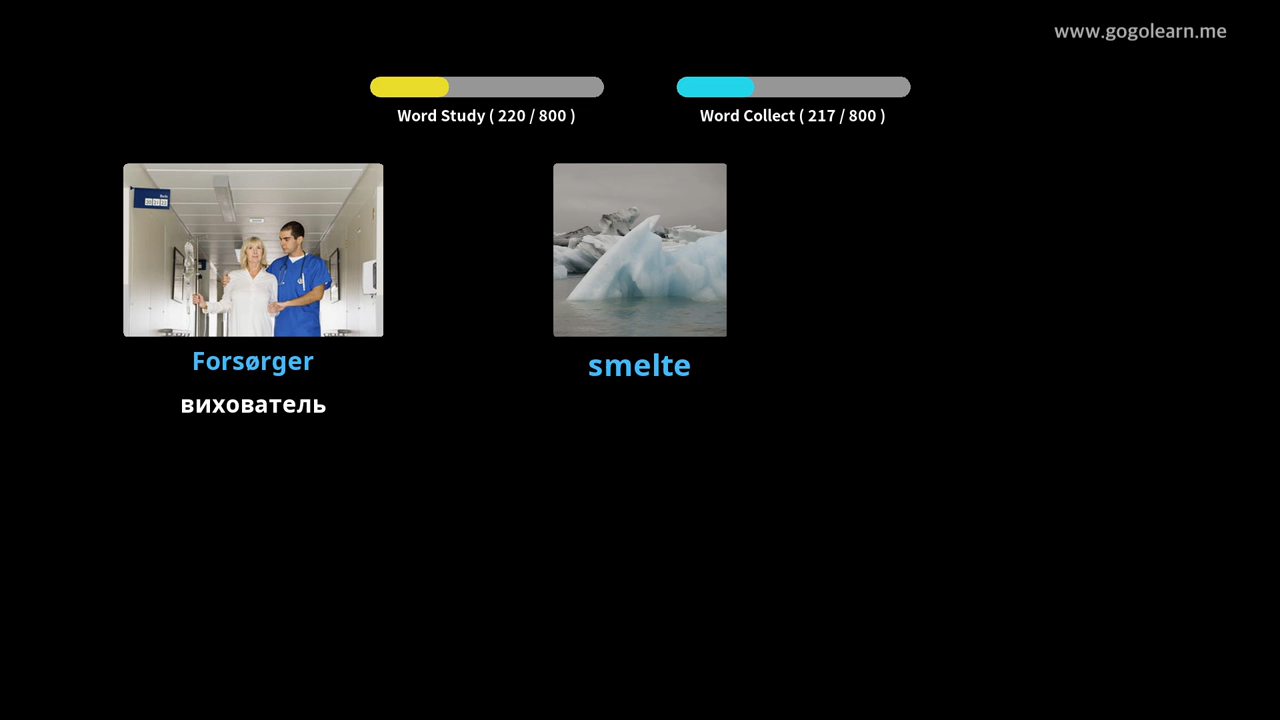 www.gogolearn.me
Word Study ( 220 / 800 )
Word Collect ( 217 / 800 )
Forsørger
smelte
вихователь